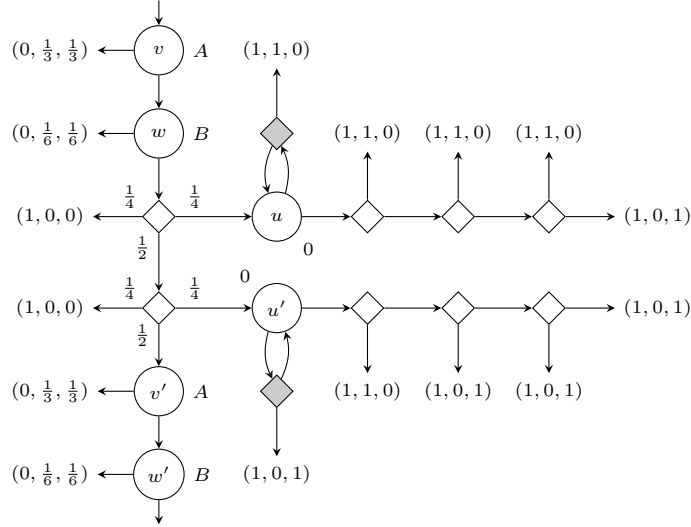 (0, 1/3, 1/3) v A (1, 1, 0)
(0, 1/6, 1/6) w B (1, 1, 0) (1, 1, 0) (1, 1, 0)
1/4 1/4
(1, 0, 0) u (1, 0, 1)
1/2 0
1/4 1/4 0
(1, 0, 0) u′ (1, 0, 1)
1/2
(0, 1/3, 1/3) v′ A (1, 1, 0) (1, 0, 1) (1, 0, 1)
(0, 1/6, 1/6) w′ B (1, 0, 1)